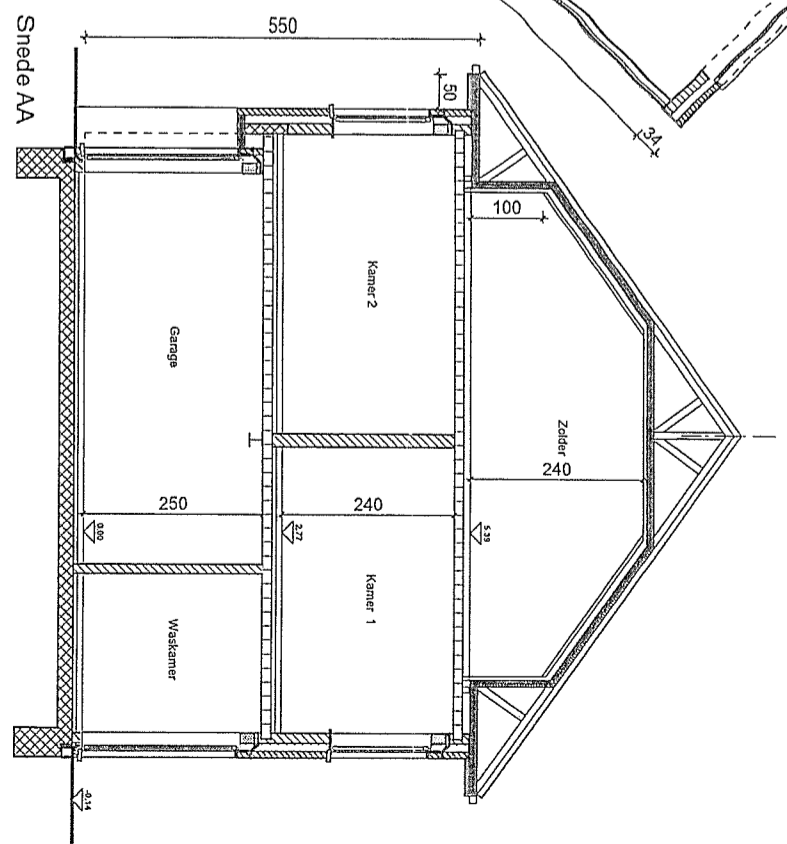 Snede AA
550
50
34
100
Kamer 2
Garage
Zolder
240
250
240
0.00
2.77
5.39
Kamer 1
Waskamer
-0.14